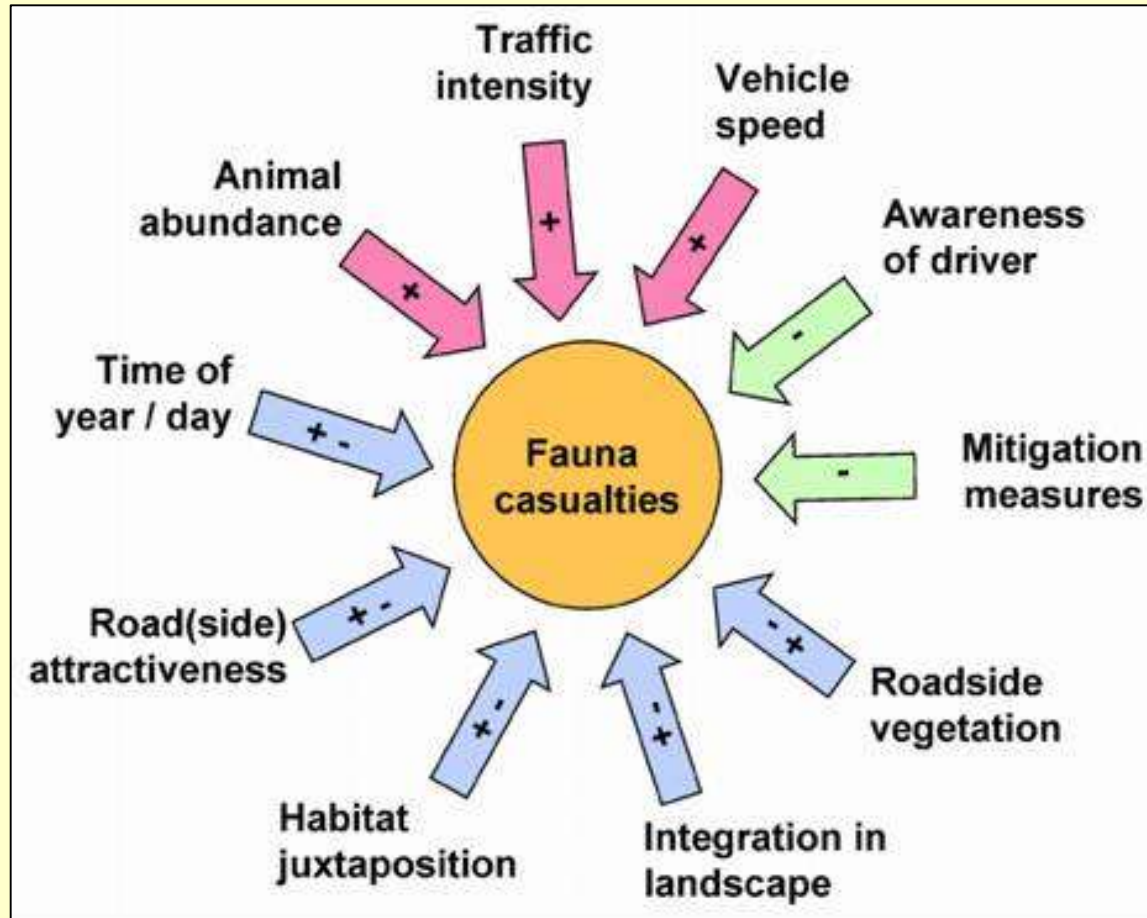 Traffic
intensity
+
Vehicle
speed
+
Animal
abundance
+
Awareness
of driver
-
Time of
year / day
+ -
Fauna
casualties
Mitigation
measures
-
Road(side)
attractiveness
+ -
Roadside
vegetation
- +
Habitat
juxtaposition
+ -
Integration in
landscape
- +